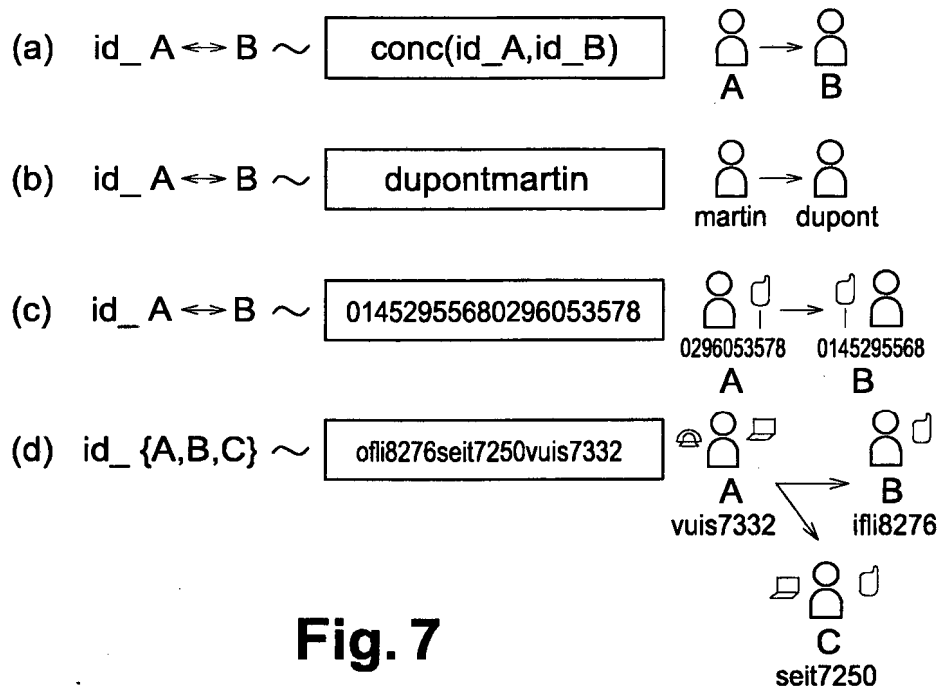 (a) id_ A ↔ B ~ conc(id_A,id_B)
A B
(b) id_ A ↔ B ~ dupontmartin
martin dupont
(c) id_ A ↔ B ~ 01452955680296053578
0296053578 0145295568
A B
(d) id_ {A,B,C} ~ ofli8276seit7250vuis7332
A B
vuis7332 ifli8276
C
seit7250
Fig. 7